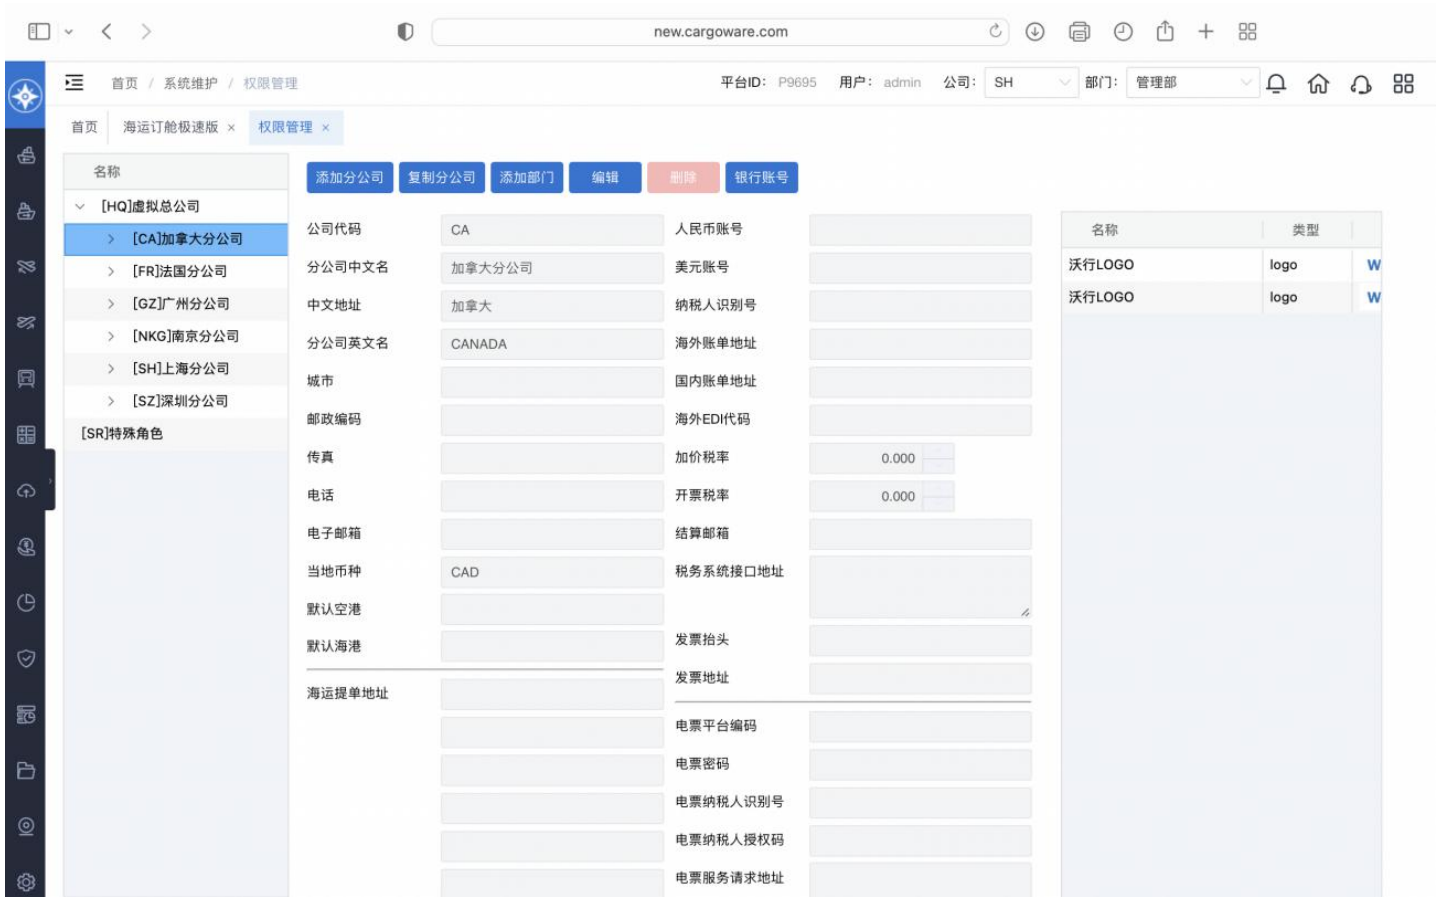 new.cargoware.com
首页 / 系统维护 / 权限管理
平台ID: P9695 用户: admin 公司: SH 部门: 管理部
首页 海运订舱极速版 × 权限管理 ×
名称
[HQ]虚拟总公司
[CA]加拿大分公司
[FR]法国分公司
[GZ]广州分公司
[NKG]南京分公司
[SH]上海分公司
[SZ]深圳分公司
[SR]特殊角色
添加分公司 复制分公司 添加部门 编辑 删除 银行账号
公司代码 CA
分公司中文名 加拿大分公司
中文地址 加拿大
分公司英文名 CANADA
城市
邮政编码
传真
电话
电子邮箱
当地币种 CAD
默认空港
默认海港
海运提单地址
人民币账号
美元账号
纳税人识别号
海外账单地址
国内账单地址
海外EDI代码
加价税率 0.000
开票税率 0.000
结算邮箱
税务系统接口地址
发票抬头
发票地址
电票平台编码
电票密码
电票纳税人识别号
电票纳税人授权码
电票服务请求地址
名称 类型
沃行LOGO logo W
沃行LOGO logo W